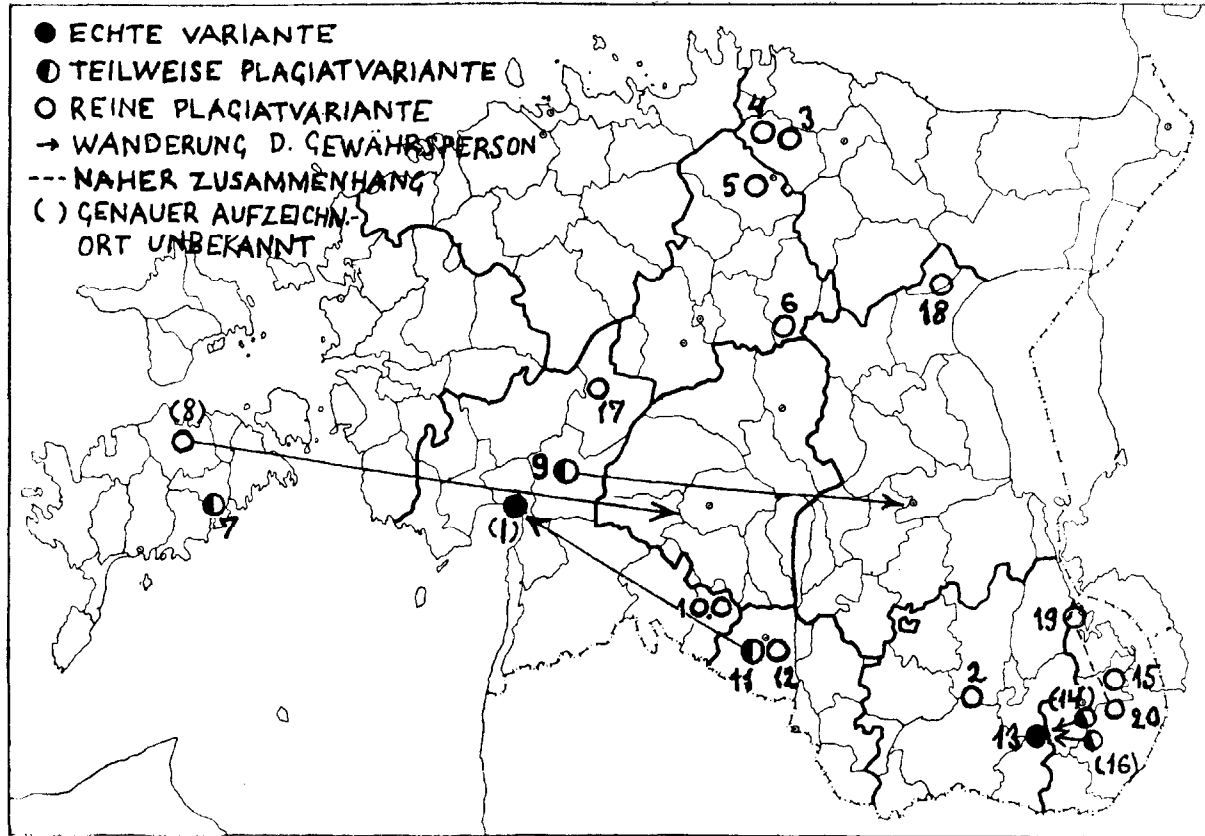 ● ECHTE VARIANTE
◐ TEILWEISE PLAGIATVARIANTE
○ REINE PLAGIATVARIANTE
→ WANDERUNG D. GEWÄHRSPERSON
--- NAHER ZUSAMMENHANG
( ) GENAUER AUFZEICHN.-
ORT UNBEKANNT
4
3
5
18
6
17
(8)
7
9
(1)
1
11
12
2
19
15
(14)
20
13
(16)